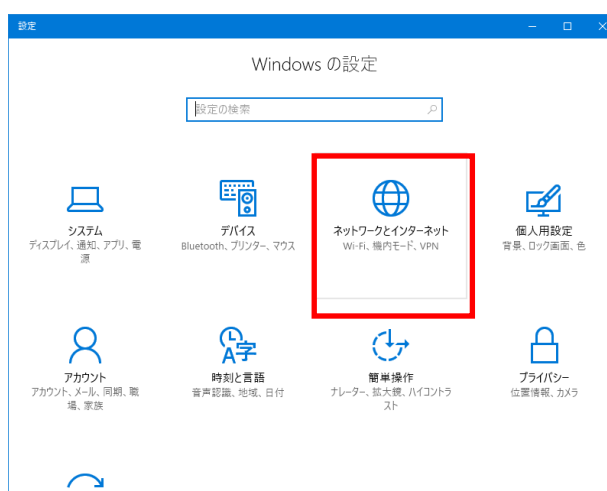 設定
Windows の設定
設定の検索
システム
ディスプレイ、通知、アプリ、電
源
デバイス
Bluetooth、プリンター、マウス
ネットワークとインターネット
Wi-Fi、機内モード、VPN
個人用設定
背景、ロック画面、色
アカウント
アカウント、メール、同期、職
場、家族
A字
時刻と言語
音声認識、地域、日付
簡単操作
ナレーター、拡大鏡、ハイコントラ
スト
プライバシー
位置情報、カメラ